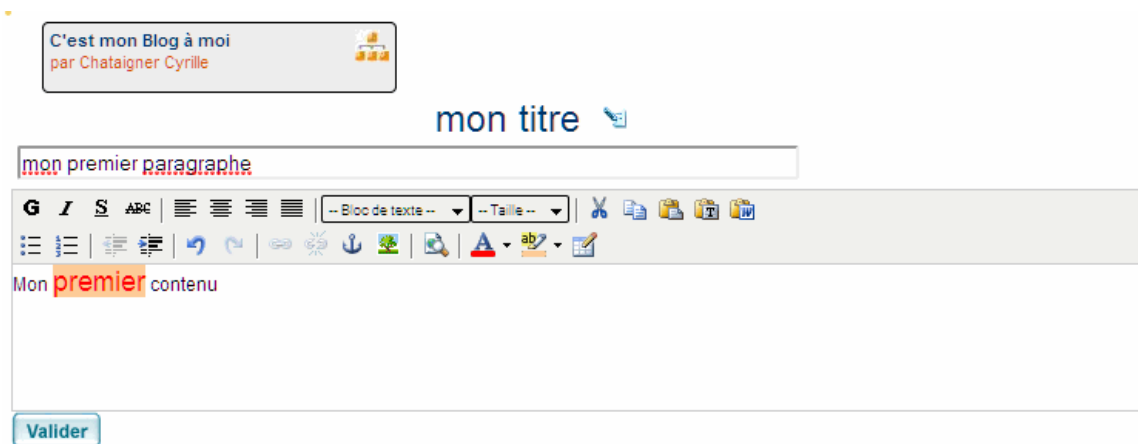 C'est mon Blog à moi
par Chataigner Cyrille
mon titre
mon premier paragraphe
G I S ABC -- Bloc de texte -- -- Taille --
A ab
Mon premier contenu
Valider